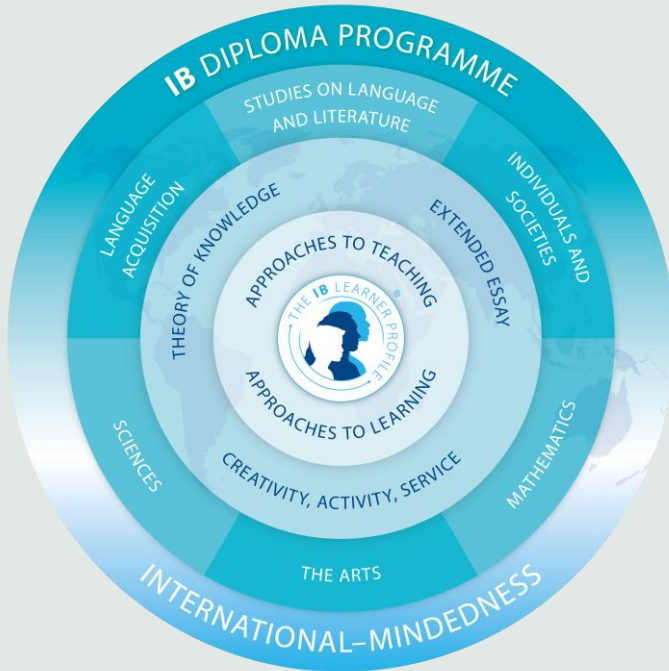 IB DIPLOMA PROGRAMME
STUDIES ON LANGUAGE
AND LITERATURE
LANGUAGE
ACQUISITION
INDIVIDUALS AND
SOCIETIES
THEORY OF KNOWLEDGE
EXTENDED ESSAY
APPROACHES TO TEACHING
THE IB LEARNER PROFILE ®
APPROACHES TO LEARNING
CREATIVITY, ACTIVITY, SERVICE
SCIENCES
MATHEMATICS
THE ARTS
INTERNATIONAL–MINDEDNESS